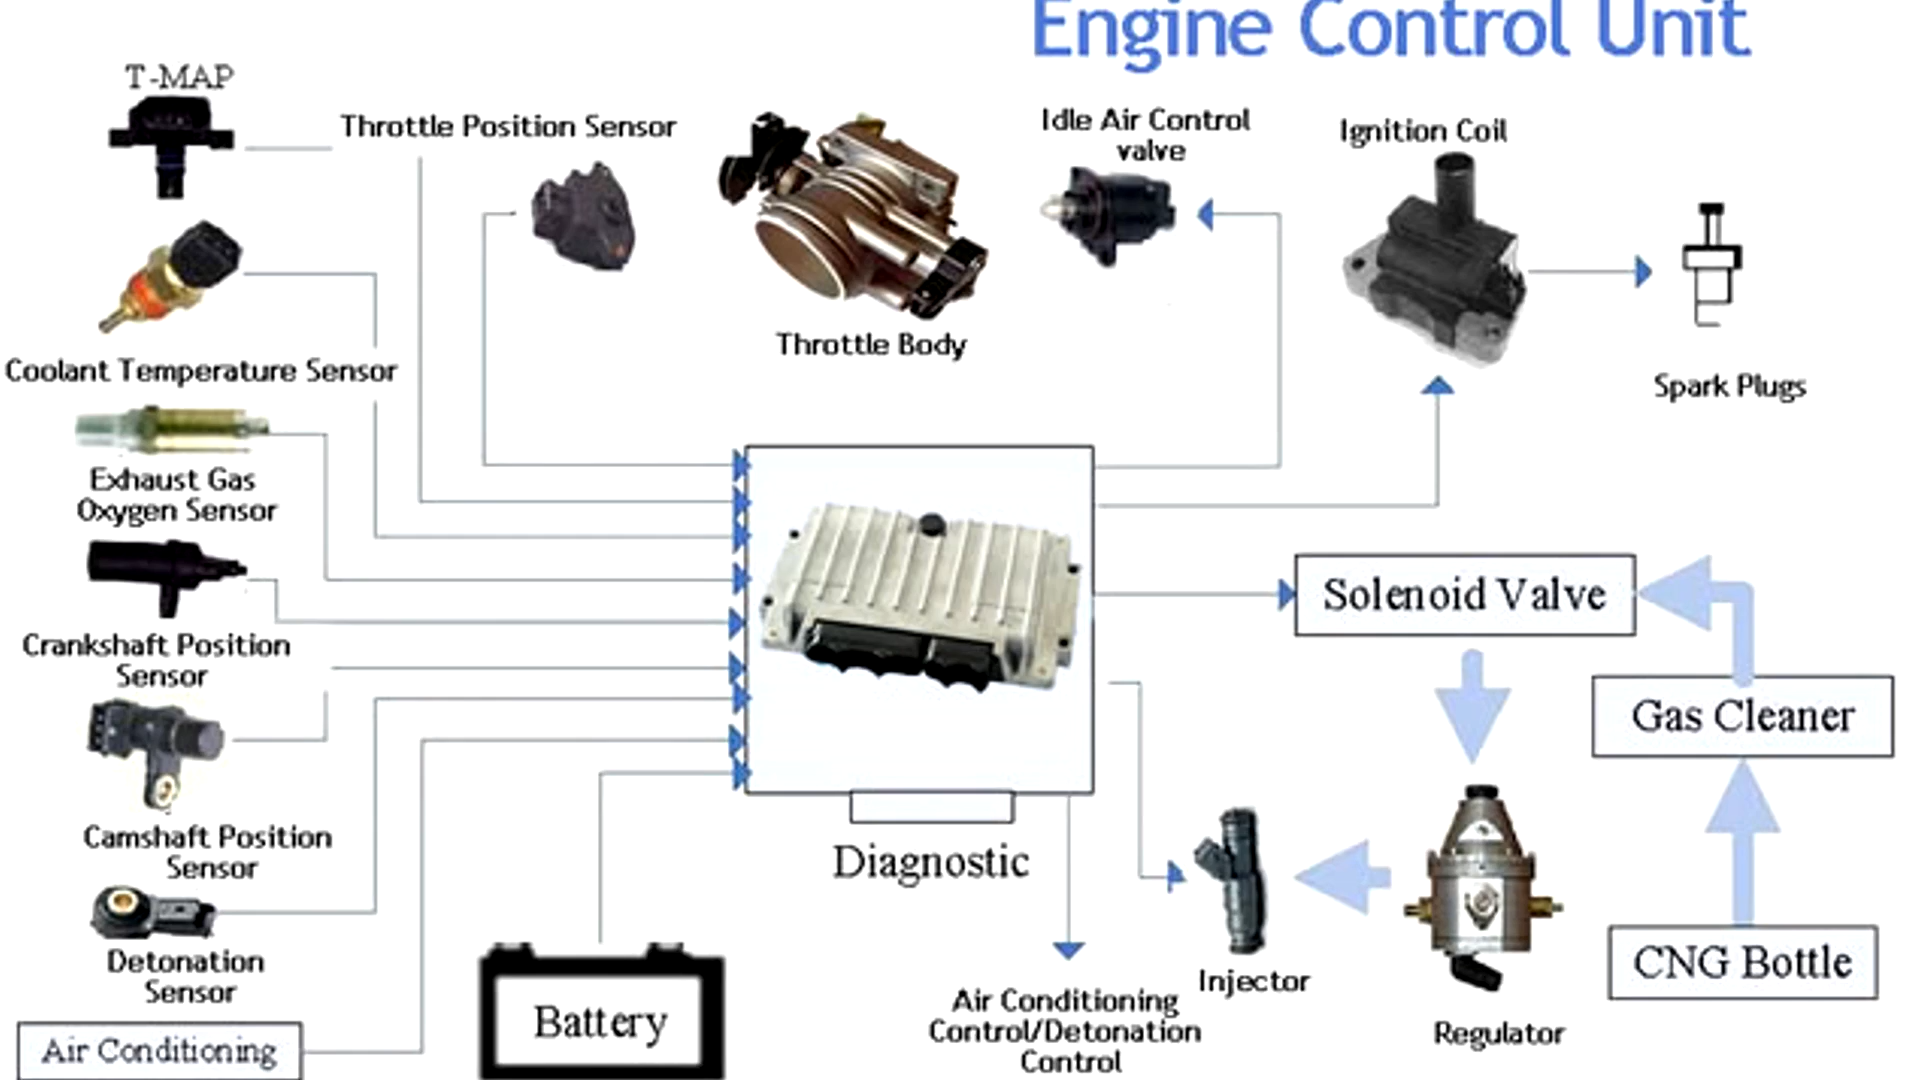 Engine Control Unit
T-MAP
Throttle Position Sensor
Idle Air Control
valve
Ignition Coil
Throttle Body
Coolant Temperature Sensor
Spark Plugs
Exhaust Gas
Oxygen Sensor
Crankshaft Position
Sensor
Solenoid Valve
Gas Cleaner
Camshaft Position
Sensor
Diagnostic
Detonation
Sensor
CNG Bottle
Injector
Air Conditioning
Control/Detonation
Control
Battery
Regulator
Air Conditioning